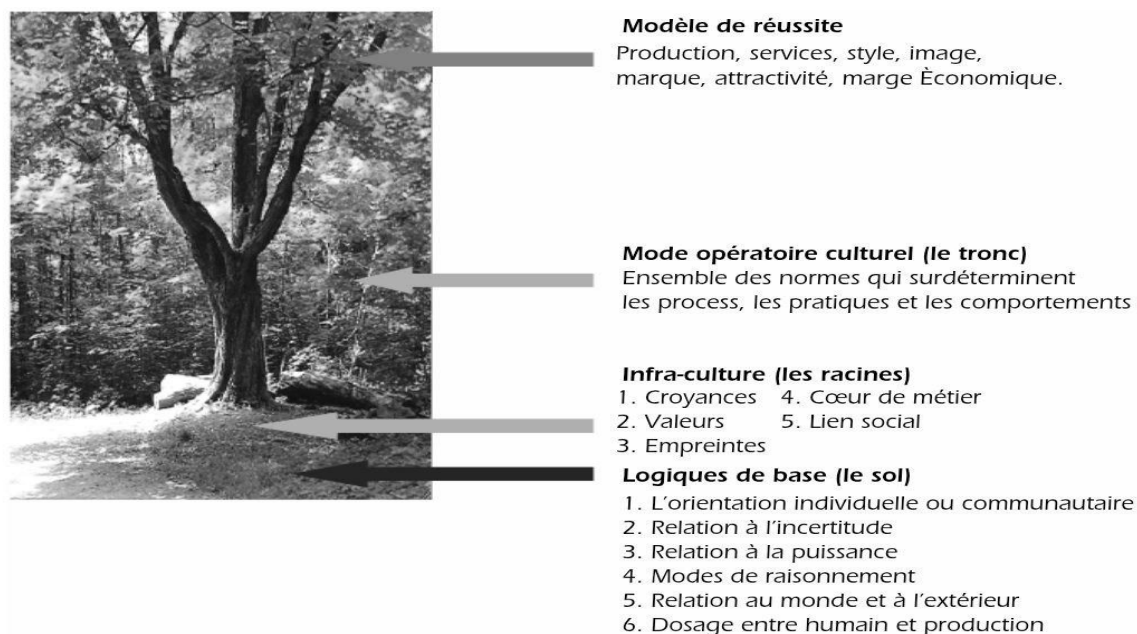 Modèle de réussite
Production, services, style, image,
marque, attractivité, marge Èconomique.
Mode opératoire culturel (le tronc)
Ensemble des normes qui surdéterminent
les process, les pratiques et les comportements
Infra-culture (les racines)
1. Croyances 4. Cœur de métier
2. Valeurs 5. Lien social
3. Empreintes
Logiques de base (le sol)
1. L'orientation individuelle ou communautaire
2. Relation à l'incertitude
3. Relation à la puissance
4. Modes de raisonnement
5. Relation au monde et à l'extérieur
6. Dosage entre humain et production